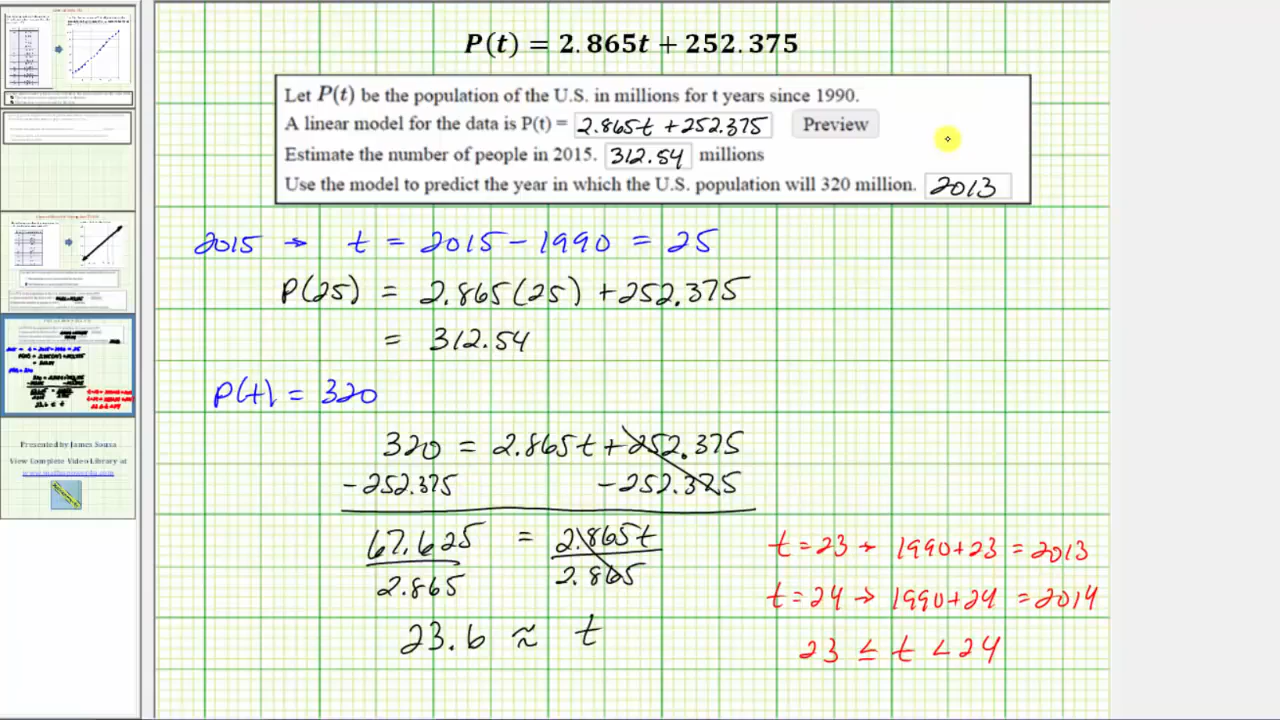 P(t) = 2.865t + 252.375
Let P(t) be the population of the U.S. in millions for t years since 1990.
A linear model for the data is P(t) = 2.865t + 252.375 Preview
Estimate the number of people in 2015. 312.54 millions
Use the model to predict the year in which the U.S. population will 320 million. 2013
2015 → t = 2015 - 1990 = 25
P(25) = 2.865(25) + 252.375
= 312.54
P(t) = 320
320 = 2.865t + 252.375
-252.375 -252.375
67.625 = 2.865t
2.865 2.865
23.6 ≈ t
t = 23 → 1990+23 = 2013
t = 24 → 1990+24 = 2014
23 ≤ t < 24
Presented by James Sousa
View Complete Video Library at